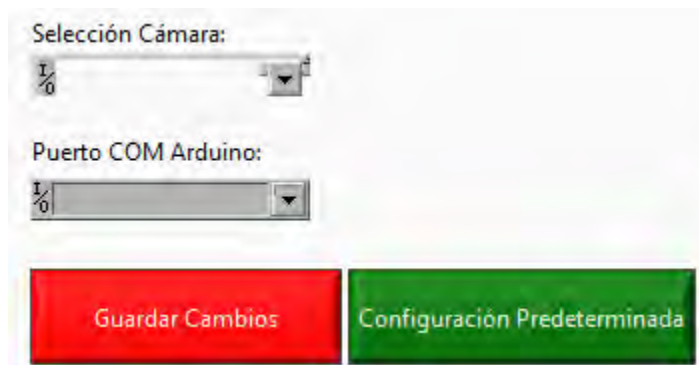 Selección Cámara:
I/O
Puerto COM Arduino:
I/O
Guardar Cambios
Configuración Predeterminada